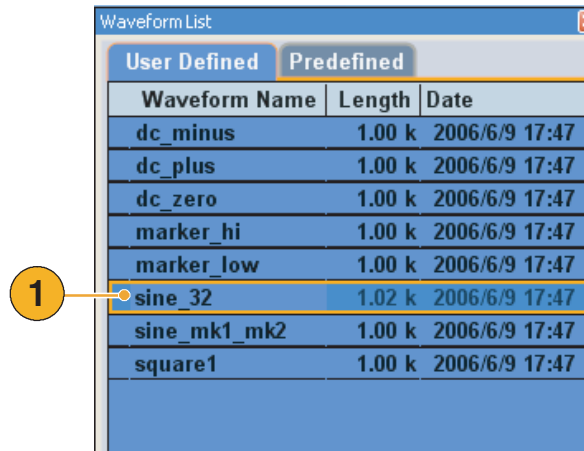 Waveform List
User Defined Predefined
Waveform Name Length Date
dc_minus 1.00 k 2006/6/9 17:47
dc_plus 1.00 k 2006/6/9 17:47
dc_zero 1.00 k 2006/6/9 17:47
marker_hi 1.00 k 2006/6/9 17:47
marker_low 1.00 k 2006/6/9 17:47
1 sine_32 1.02 k 2006/6/9 17:47
sine_mk1_mk2 1.00 k 2006/6/9 17:47
square1 1.00 k 2006/6/9 17:47